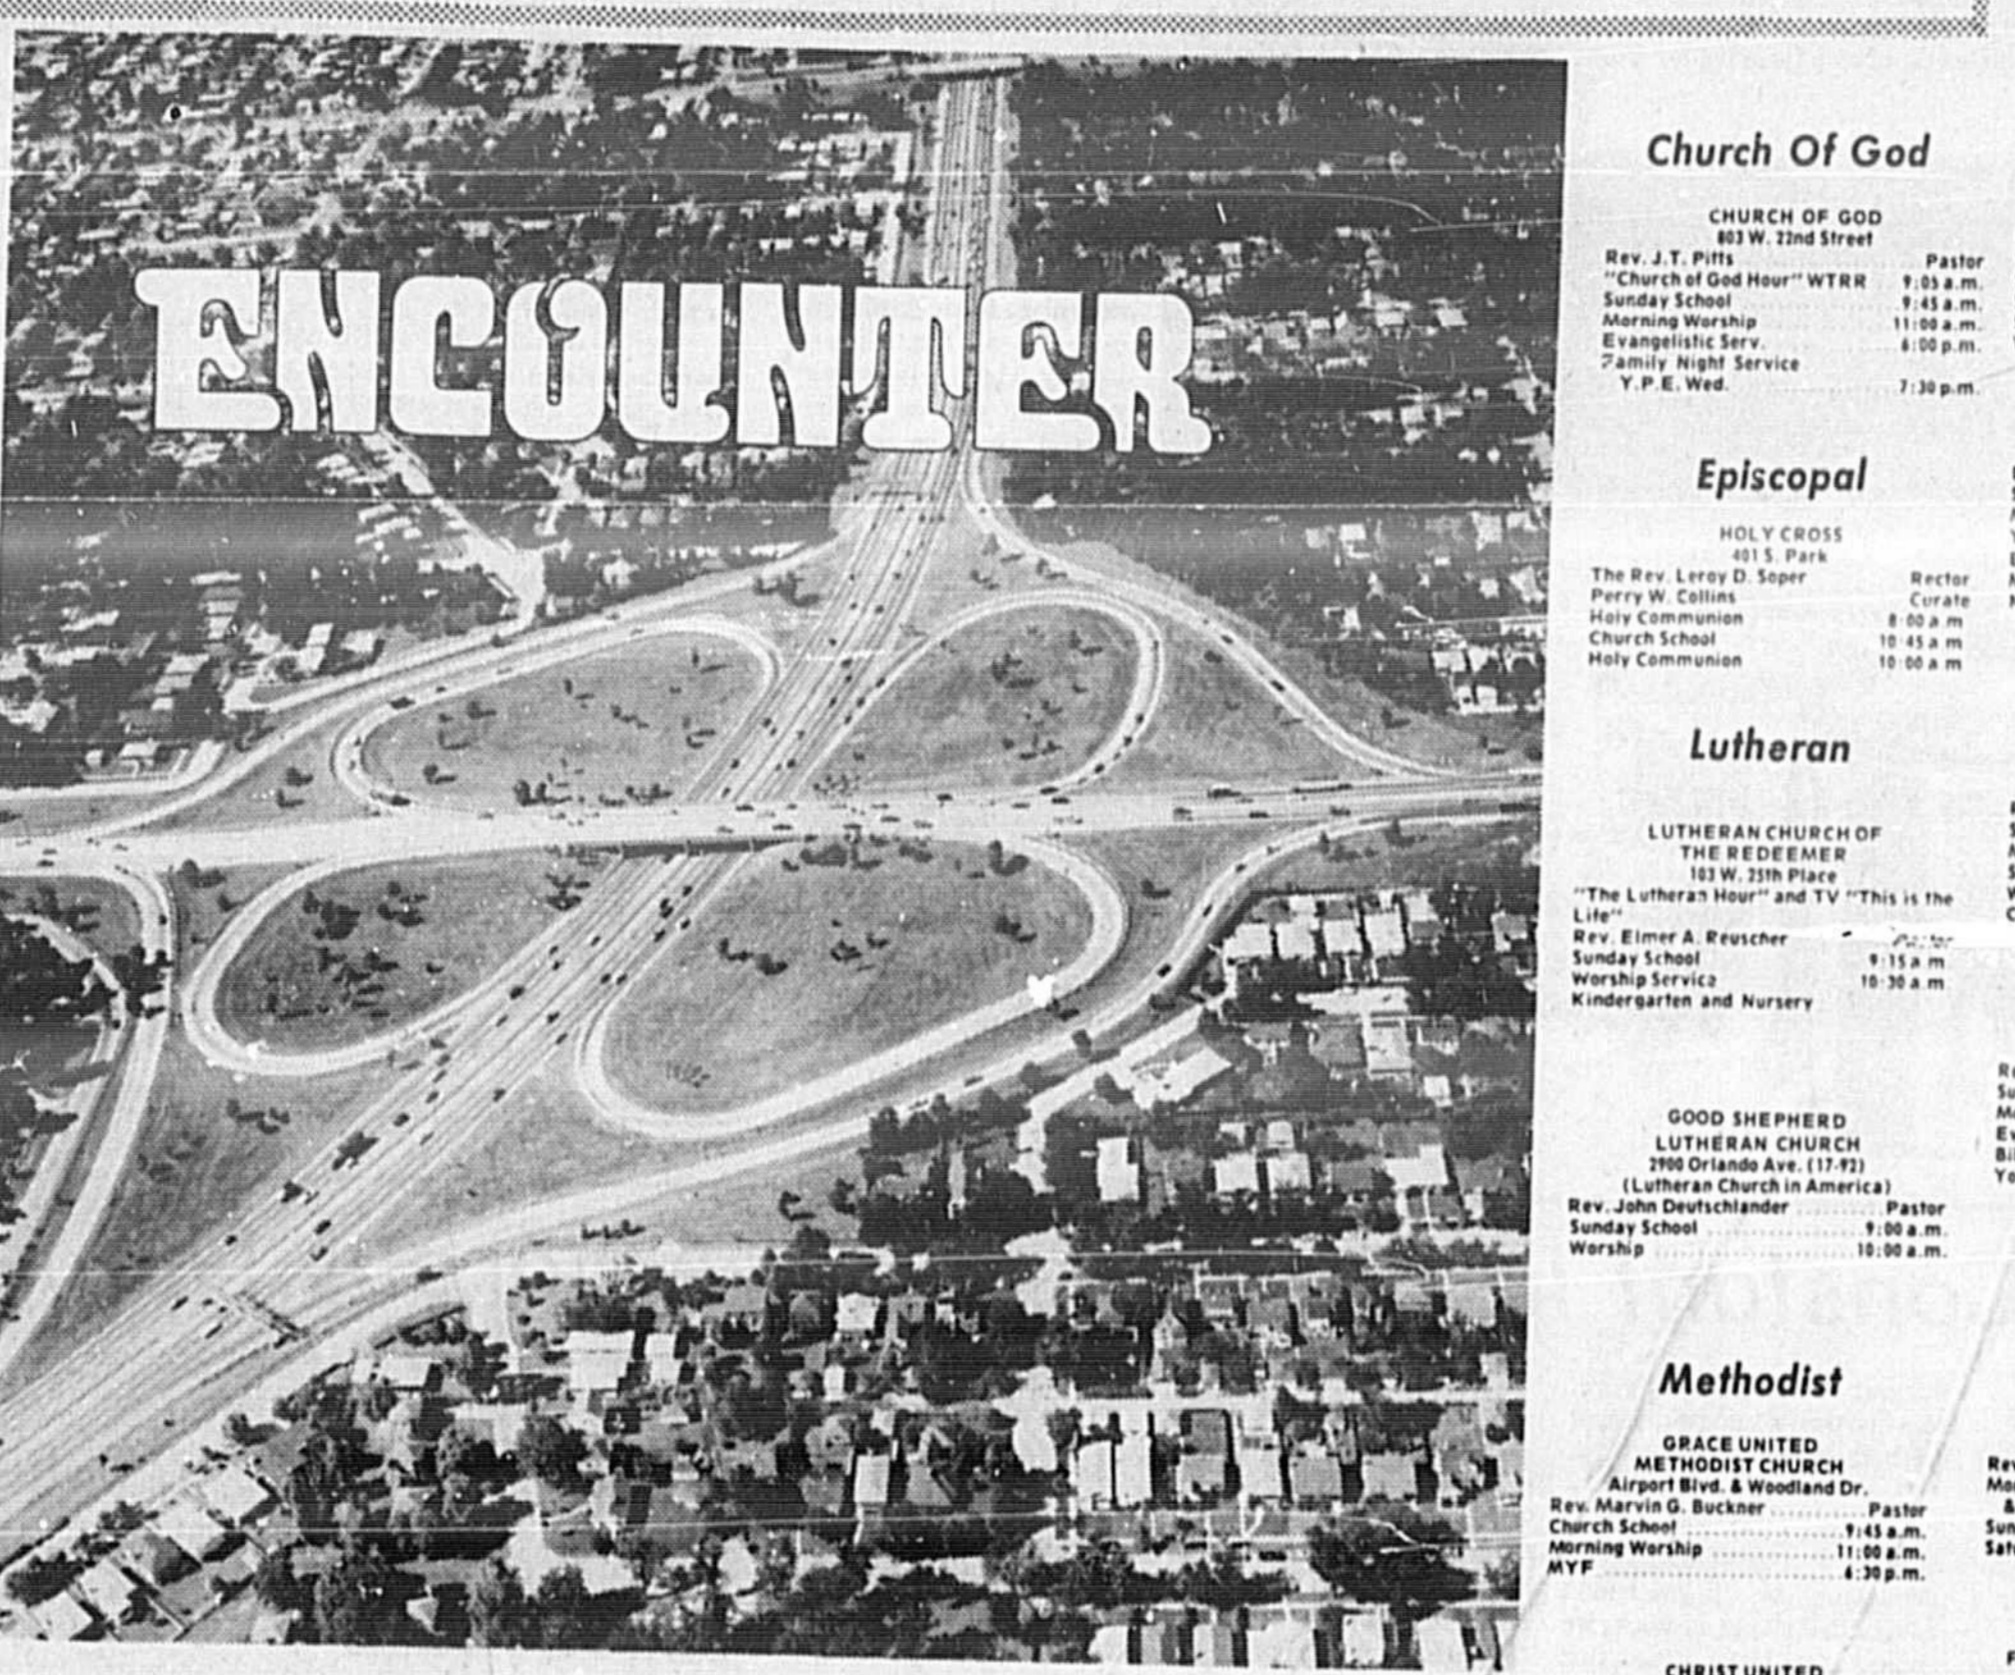 ENCOUNTER
Church Of God
CHURCH OF GOD
803 W. 22nd Street
Rev. J.T. Pitts Pastor
"Church of God Hour" WTRR 9:05 a.m.
Sunday School 9:45 a.m.
Morning Worship 11:00 a.m.
Evangelistic Serv. 6:00 p.m.
Family Night Service
Y.P.E. Wed. 7:30 p.m.
Episcopal
HOLY CROSS
401 S. Park
The Rev. Leroy D. Soper Rector
Perry W. Collins Curate
Holy Communion 8:00 a m
Church School 10:45 a m
Holy Communion 10:00 a m
Lutheran
LUTHERAN CHURCH OF
THE REDEEMER
103 W. 25th Place
"The Lutheran Hour" and TV "This is the
Life"
Rev. Elmer A. Reuscher Pastor
Sunday School 9:15 a m
Worship Service 10:30 a m
Kindergarten and Nursery
GOOD SHEPHERD
LUTHERAN CHURCH
2900 Orlando Ave. (17-92)
(Lutheran Church in America)
Rev. John Deutschlander Pastor
Sunday School 9:00 a.m.
Worship 10:00 a.m.
Methodist
GRACE UNITED
METHODIST CHURCH
Airport Blvd. & Woodland Dr.
Rev. Marvin G. Buckner Pastor
Church School 9:45 a.m.
Morning Worship 11:00 a.m.
MYF 6:30 p.m.
CHRIST UNITED